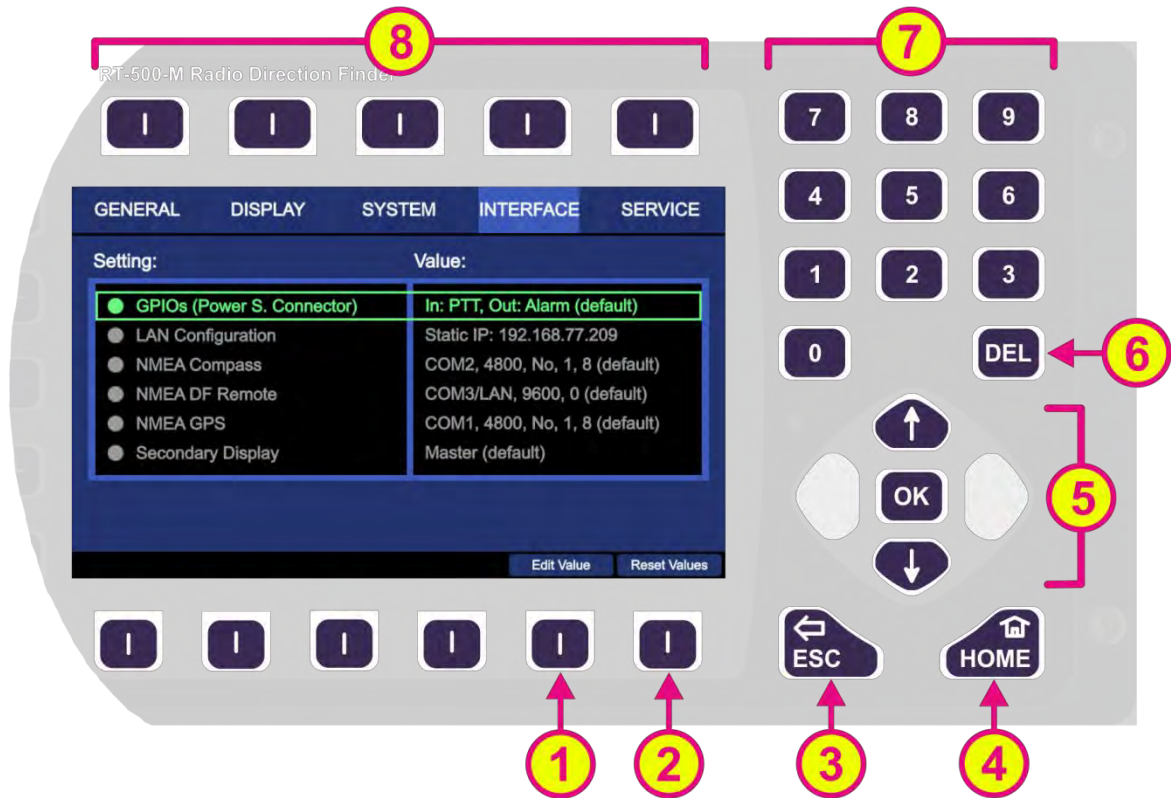 8
7
RT-500-M Radio Direction Finder
7 8 9
4 5 6
GENERAL DISPLAY SYSTEM INTERFACE SERVICE
Setting: Value:
1 2 3
GPIOs (Power S. Connector) In: PTT, Out: Alarm (default)
LAN Configuration Static IP: 192.168.77.209
0 DEL
6
NMEA Compass COM2, 4800, No, 1, 8 (default)
NMEA DF Remote COM3/LAN, 9600, 0 (default)
NMEA GPS COM1, 4800, No, 1, 8 (default)
Secondary Display Master (default)
OK
5
Edit Value Reset Values
ESC HOME
1 2 3 4